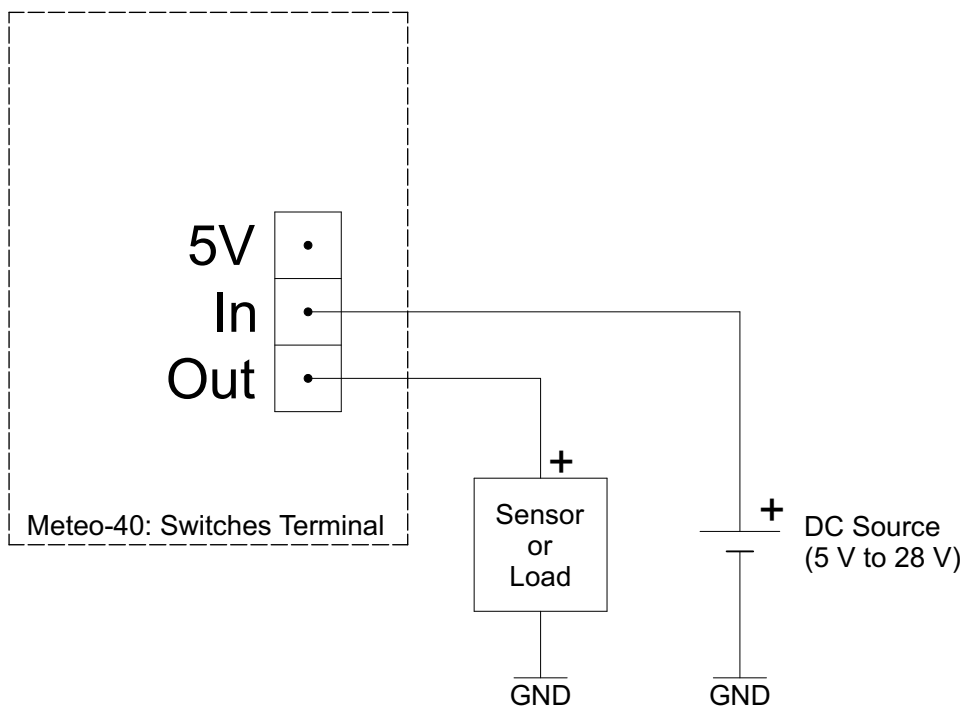 5V
In
Out
Meteo-40: Switches Terminal
+
Sensor
or
Load
GND
+
DC Source
(5 V to 28 V)
GND